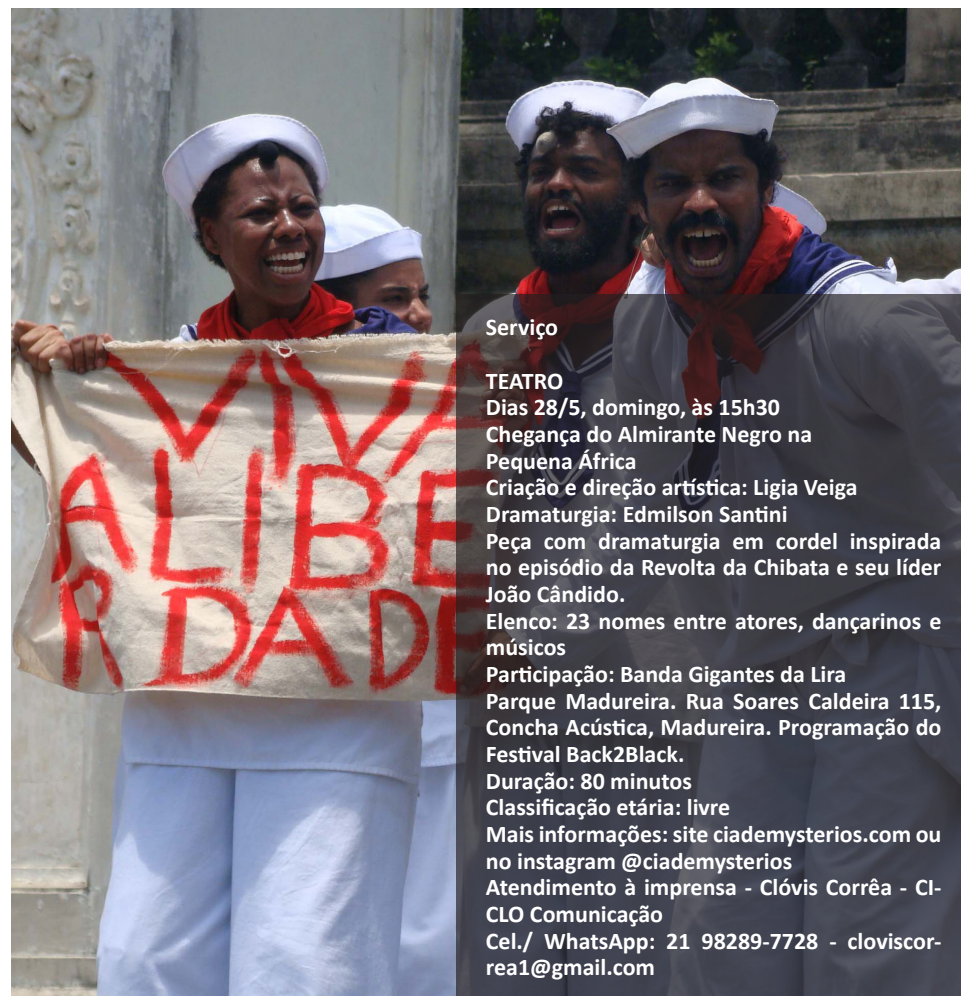 VIVA
A LIBE
RDADE
Serviço
TEATRO
Dias 28/5, domingo, às 15h30
Chegança do Almirante Negro na
Pequena África
Criação e direção artística: Ligia Veiga
Dramaturgia: Edmilson Santini
Peça com dramaturgia em cordel inspirada
no episódio da Revolta da Chibata e seu líder
João Cândido.
Elenco: 23 nomes entre atores, dançarinos e
músicos
Participação: Banda Gigantes da Lira
Parque Madureira. Rua Soares Caldeira 115,
Concha Acústica, Madureira. Programação do
Festival Back2Black.
Duração: 80 minutos
Classificação etária: livre
Mais informações: site ciademysterios.com ou
no instagram @ciademysterios
Atendimento à imprensa - Clóvis Corrêa - CI-
CLO Comunicação
Cel./ WhatsApp: 21 98289-7728 - cloviscor-
rea1@gmail.com